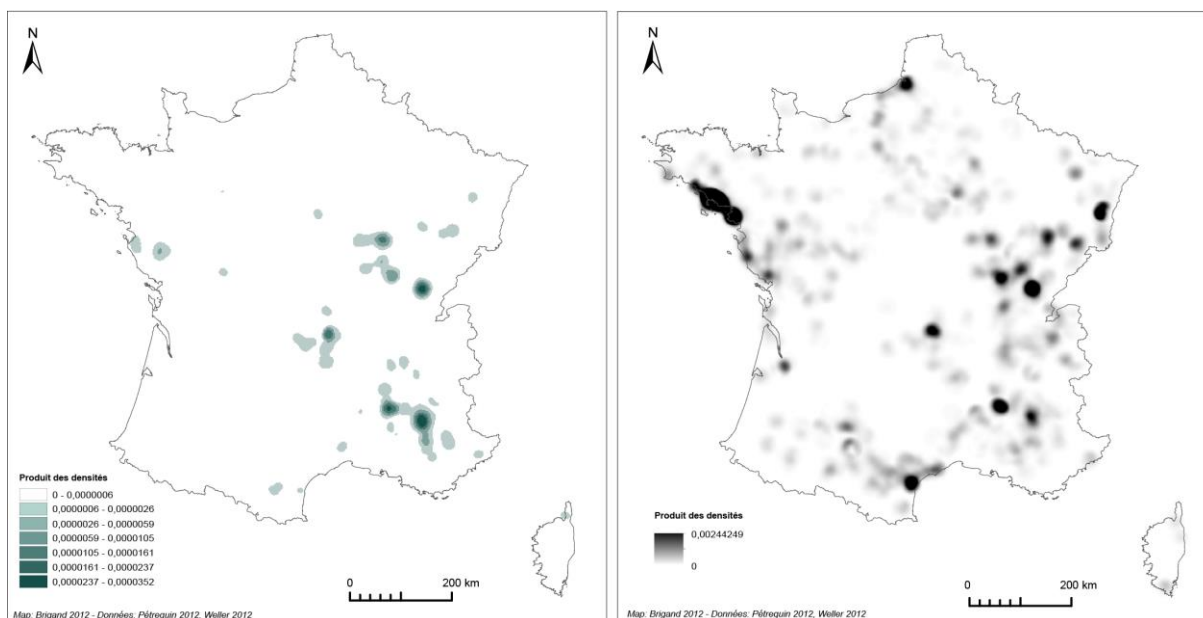 N
Produit des densités
0 - 0,0000006
0,0000006 - 0,0000026
0,0000026 - 0,0000059
0,0000059 - 0,0000105
0,0000105 - 0,0000161
0,0000161 - 0,0000237
0,0000237 - 0,0000352
0 200 km
Map: Brigand 2012 - Données: Pétrequin 2012, Weller 2012
N
Produit des densités
0,00244249
0
0 200 km
Map: Brigand 2012 - Données: Pétrequin 2012, Weller 2012